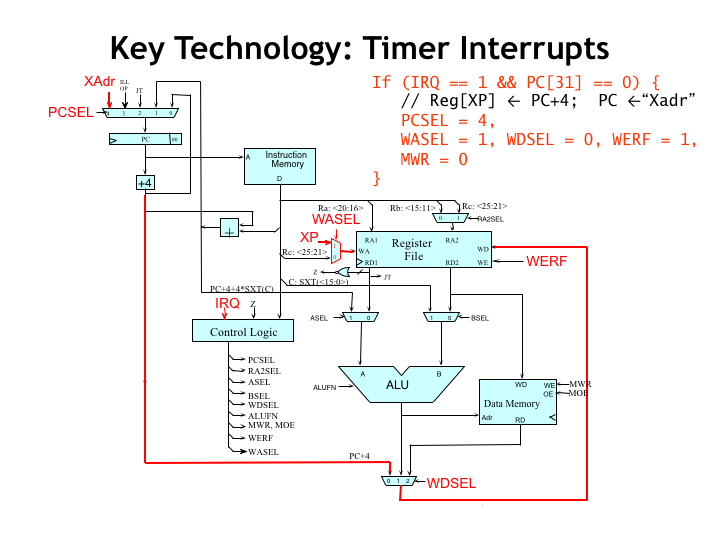 Key Technology: Timer Interrupts
If (IRQ == 1 && PC[31] == 0) {
// Reg[XP] ← PC+4; PC ←“Xadr”
PCSEL = 4,
WASEL = 1, WDSEL = 0, WERF = 1,
MWR = 0
}
XAdr
ILL
OP
JT
PCSEL
4 3 2 1 0
PC
00
+4
A
Instruction
Memory
D
Ra: <20:16>
Rb: <15:11>
Rc: <25:21>
WASEL
0 1
RA2SEL
XP
1
0
Rc: <25:21>
+
RA1
Register
File
RA2
WA
WD
RD1
RD2
WE
WERF
Z
JT
C: SXT(<15:0>)
PC+4+4*SXT(C)
IRQ
Z
Control Logic
ASEL
1 0
1 0
BSEL
PCSEL
RA2SEL
ASEL
BSEL
WDSEL
ALUFN
MWR, MOE
WERF
WASEL
A
B
ALU
ALUFN
WD
WE
MWR
OE
MOE
Data Memory
Adr
RD
PC+4
0 1 2
WDSEL